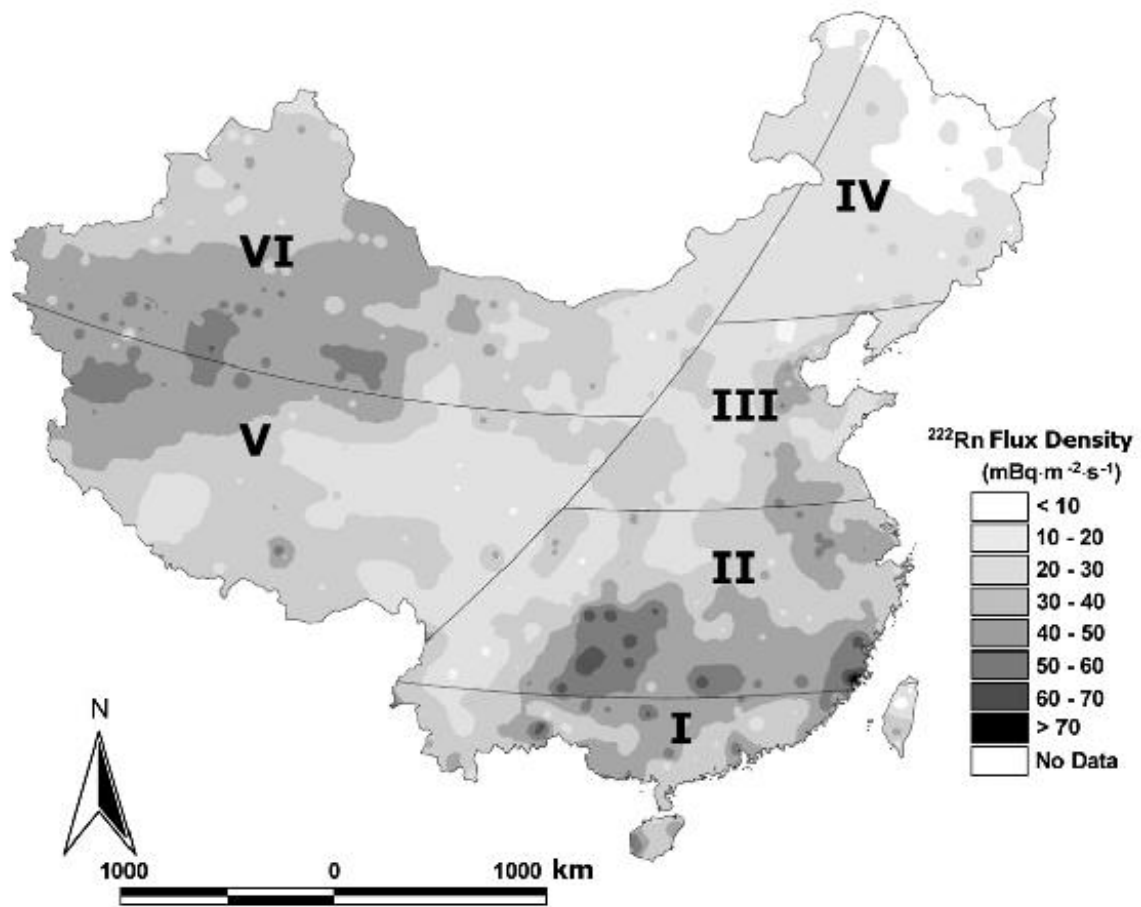 IV
VI
III
V
II
I
²²²Rn Flux Density
(mBq·m⁻²·s⁻¹)
< 10
10 - 20
20 - 30
30 - 40
40 - 50
50 - 60
60 - 70
> 70
No Data
N
1000 0 1000 km